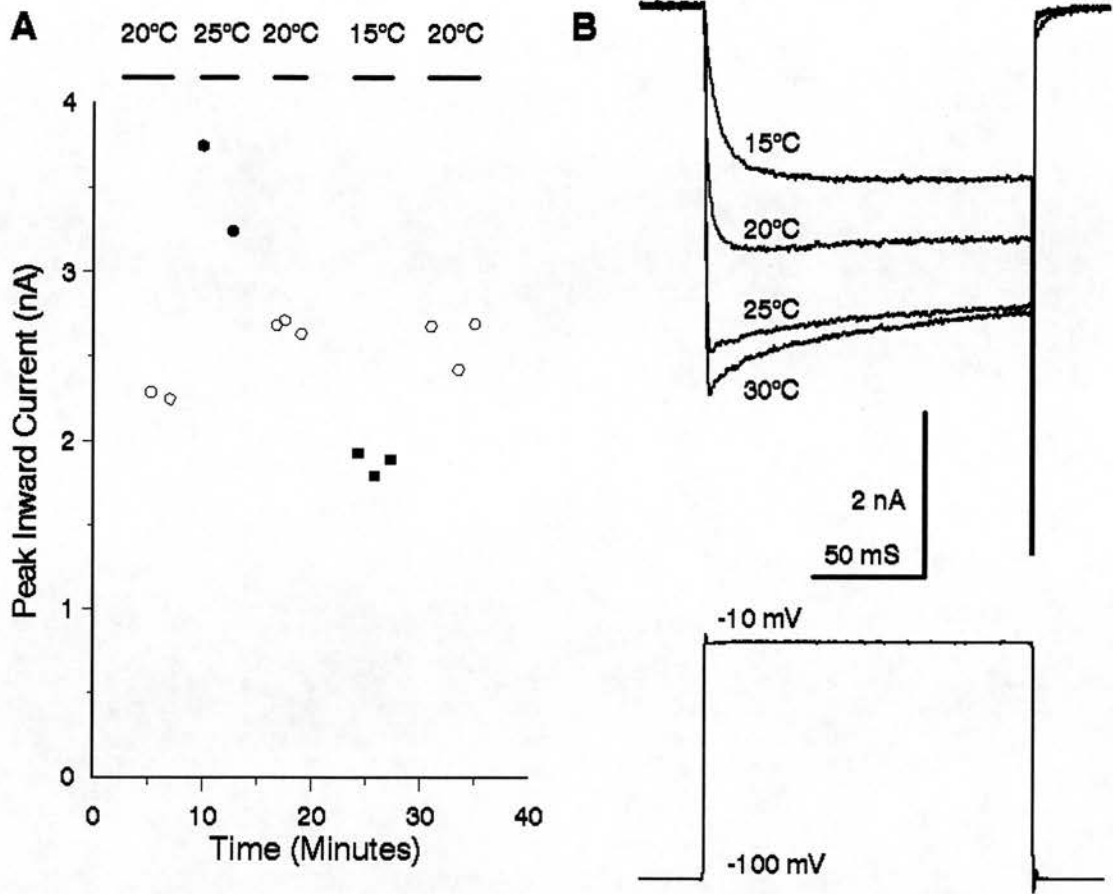 A
20ºC 25ºC 20ºC 15ºC 20ºC
4
3
2
1
0
Peak Inward Current (nA)
0 10 20 30 40
Time (Minutes)
B
15ºC
20ºC
25ºC
30ºC
2 nA
50 mS
-10 mV
-100 mV